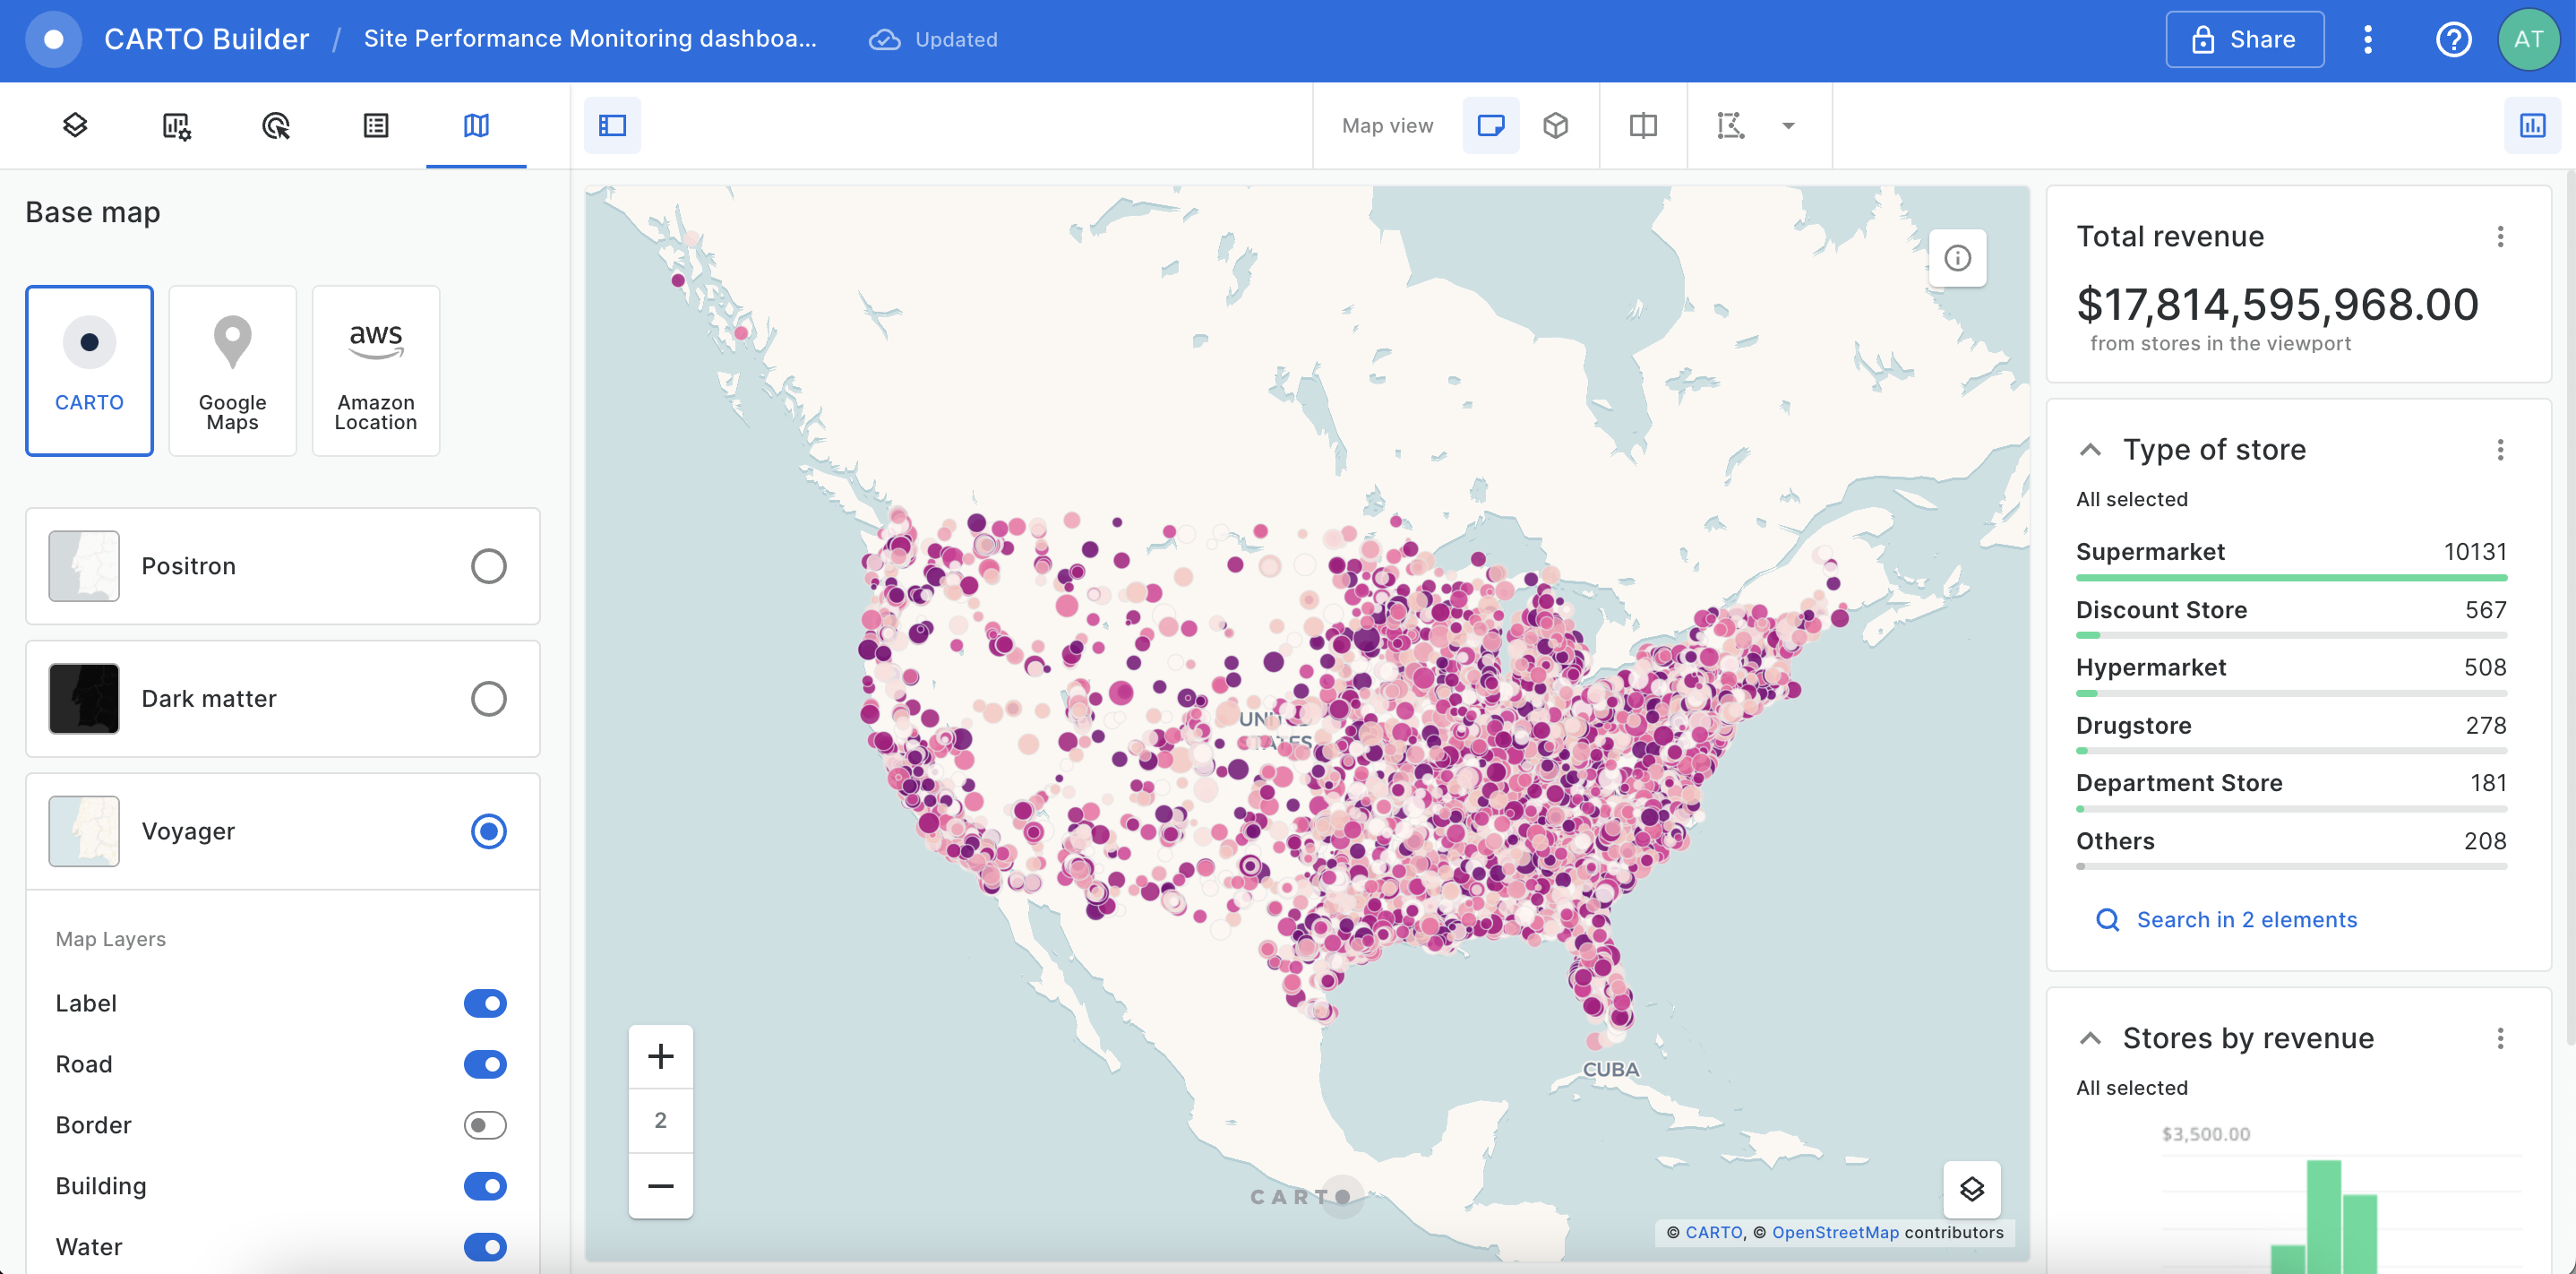 CARTO Builder / Site Performance Monitoring dashboa... Updated
Share
AT
Map view
Base map
CARTO
Google
Maps
aws
Amazon
Location
Positron
Dark matter
Voyager
Map Layers
Label
Road
Border
Building
Water
UNITED
STATES
CUBA
2
CARTO
© CARTO, © OpenStreetMap contributors
Total revenue
$17,814,595,968.00
from stores in the viewport
Type of store
All selected
Supermarket 10131
Discount Store 567
Hypermarket 508
Drugstore 278
Department Store 181
Others 208
Search in 2 elements
Stores by revenue
All selected
$3,500.00